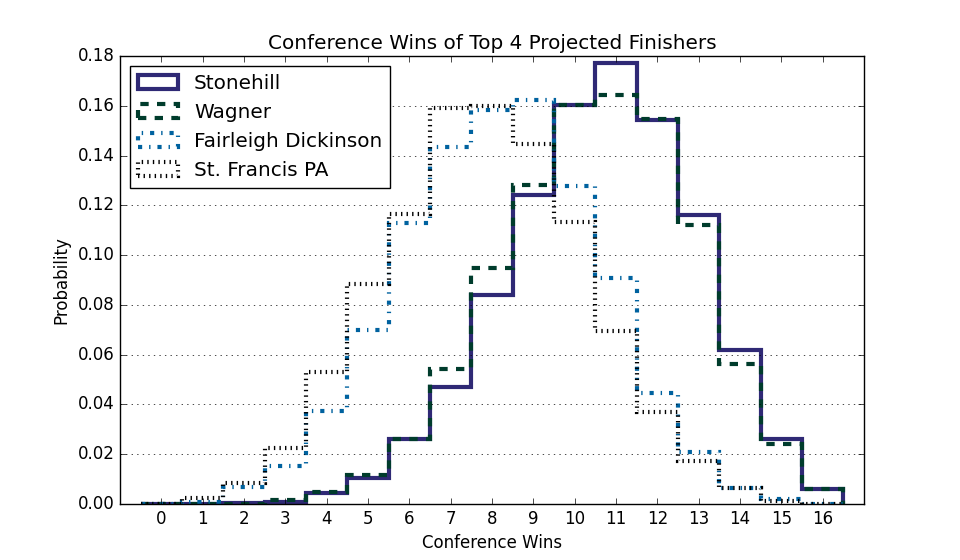 Conference Wins of Top 4 Projected Finishers
Stonehill
Wagner
Fairleigh Dickinson
St. Francis PA
Probability
0.18
0.16
0.14
0.12
0.10
0.08
0.06
0.04
0.02
0.00
0 1 2 3 4 5 6 7 8 9 10 11 12 13 14 15 16
Conference Wins